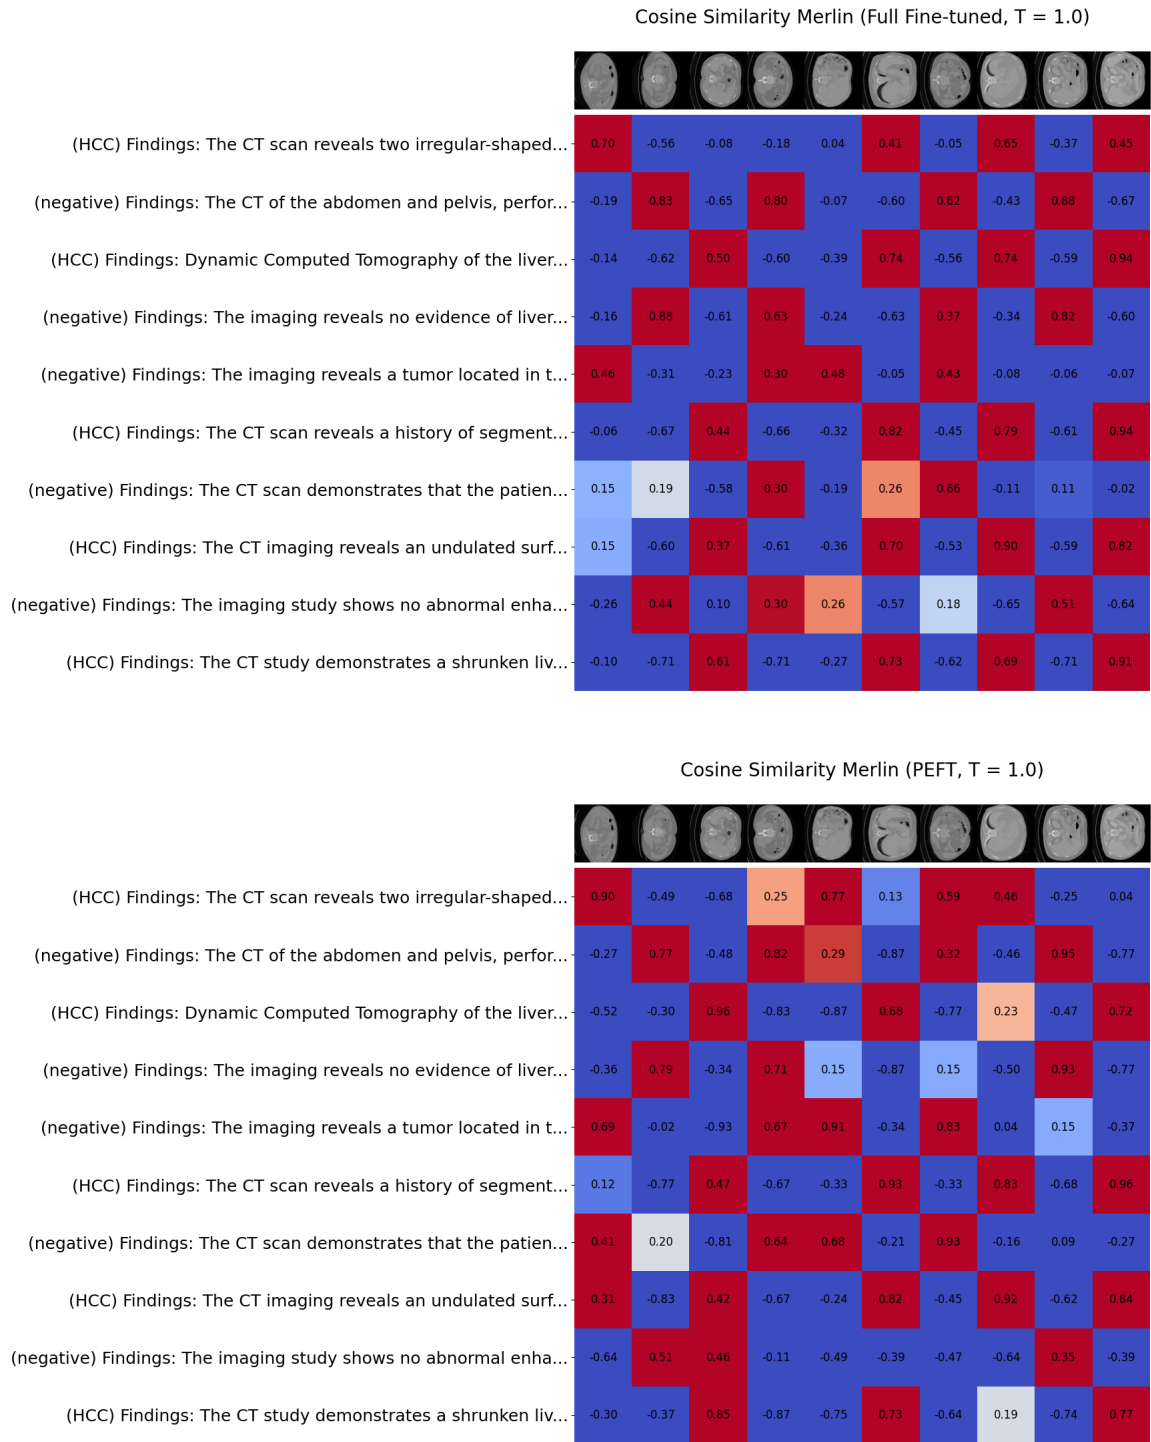 Cosine Similarity Merlin (Full Fine-tuned, T = 1.0)
(HCC) Findings: The CT scan reveals two irregular-shaped... 0.70 -0.56 -0.08 -0.18 0.04 0.41 -0.05 0.65 -0.37 0.45
(negative) Findings: The CT of the abdomen and pelvis, perfor... -0.19 0.83 -0.65 0.80 -0.07 -0.60 0.62 -0.43 0.88 -0.67
(HCC) Findings: Dynamic Computed Tomography of the liver... -0.14 -0.62 0.50 -0.60 -0.39 0.74 -0.56 0.74 -0.59 0.94
(negative) Findings: The imaging reveals no evidence of liver... -0.16 0.88 -0.61 0.63 -0.24 -0.63 0.37 -0.34 0.82 -0.60
(negative) Findings: The imaging reveals a tumor located in t... 0.46 -0.31 -0.23 0.30 0.48 -0.05 0.43 -0.08 -0.06 -0.07
(HCC) Findings: The CT scan reveals a history of segment... -0.06 -0.67 0.44 -0.66 -0.32 0.82 -0.45 0.79 -0.61 0.94
(negative) Findings: The CT scan demonstrates that the patien... 0.15 0.19 -0.58 0.30 -0.19 0.26 0.66 -0.11 0.11 -0.02
(HCC) Findings: The CT imaging reveals an undulated surf... 0.15 -0.60 0.37 -0.61 -0.36 0.70 -0.53 0.90 -0.59 0.82
(negative) Findings: The imaging study shows no abnormal enha... -0.26 0.44 0.10 0.30 0.26 -0.57 0.18 -0.65 0.51 -0.64
(HCC) Findings: The CT study demonstrates a shrunken liv... -0.10 -0.71 0.61 -0.71 -0.27 0.73 -0.62 0.69 -0.71 0.91
Cosine Similarity Merlin (PEFT, T = 1.0)
(HCC) Findings: The CT scan reveals two irregular-shaped... 0.90 -0.49 -0.68 0.25 0.77 0.13 0.59 0.46 -0.25 0.04
(negative) Findings: The CT of the abdomen and pelvis, perfor... -0.27 0.77 -0.48 0.82 0.29 -0.87 0.32 -0.46 0.95 -0.77
(HCC) Findings: Dynamic Computed Tomography of the liver... -0.52 -0.30 0.96 -0.83 -0.87 0.68 -0.77 0.23 -0.47 0.72
(negative) Findings: The imaging reveals no evidence of liver... -0.36 0.79 -0.34 0.71 0.15 -0.87 0.15 -0.50 0.93 -0.77
(negative) Findings: The imaging reveals a tumor located in t... 0.69 -0.02 -0.93 0.67 0.91 -0.34 0.83 0.04 0.15 -0.37
(HCC) Findings: The CT scan reveals a history of segment... 0.12 -0.77 0.47 -0.67 -0.33 0.93 -0.33 0.83 -0.68 0.96
(negative) Findings: The CT scan demonstrates that the patien... 0.41 0.20 -0.81 0.64 0.68 -0.21 0.93 -0.16 0.09 -0.27
(HCC) Findings: The CT imaging reveals an undulated surf... 0.31 -0.83 0.42 -0.67 -0.24 0.82 -0.45 0.92 -0.62 0.84
(negative) Findings: The imaging study shows no abnormal enha... -0.64 0.51 0.46 -0.11 -0.49 -0.39 -0.47 -0.64 0.35 -0.39
(HCC) Findings: The CT study demonstrates a shrunken liv... -0.30 -0.37 0.85 -0.87 -0.75 0.73 -0.64 0.19 -0.74 0.77